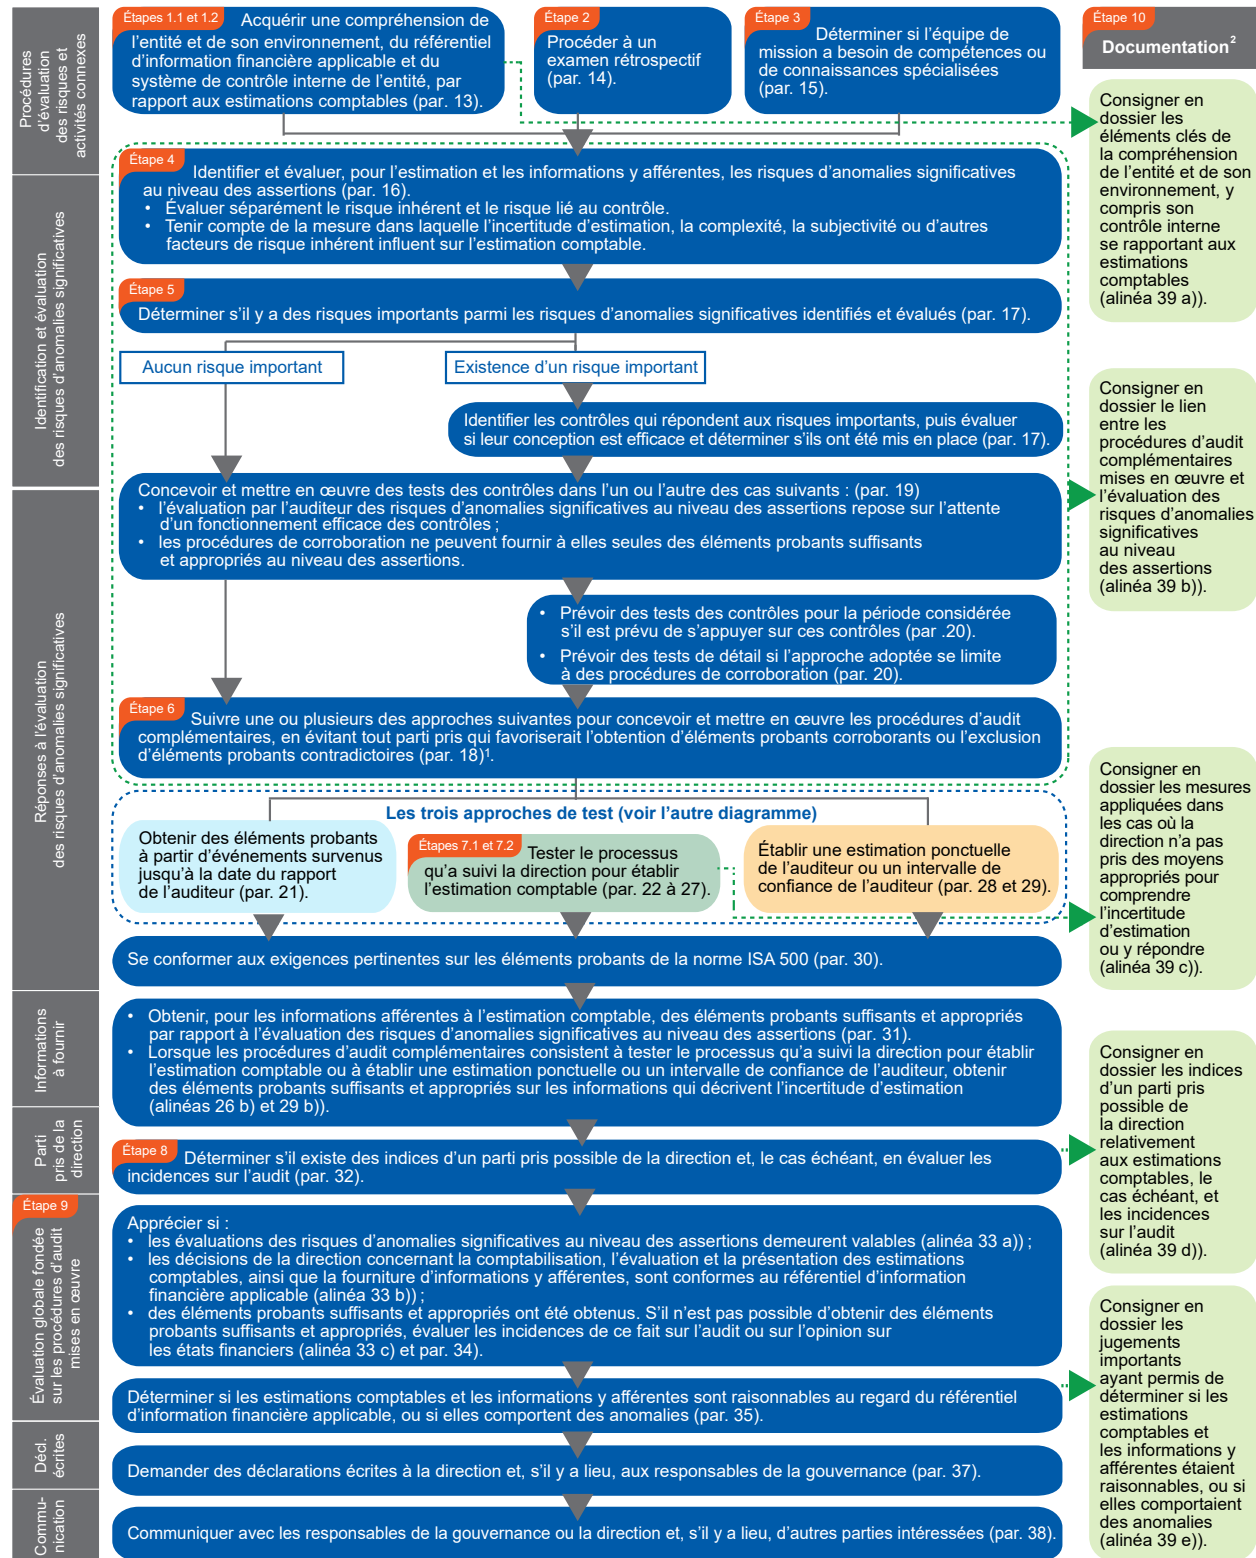 Procédures
d'évaluation
des risques et
activités connexes
Étapes 1.1 et 1.2
Acquérir une compréhension de
l'entité et de son environnement, du référentiel
d'information financière applicable et du
système de contrôle interne de l'entité, par
rapport aux estimations comptables (par. 13).
Étape 2
Procéder à un
examen rétrospectif
(par. 14).
Étape 3
Déterminer si l'équipe de
mission a besoin de compétences ou
de connaissances spécialisées
(par. 15).
Étape 10
Documentation²
Consigner en
dossier les
éléments clés de
la compréhension
de l'entité et de son
environnement, y
compris son
contrôle interne
se rapportant aux
estimations
comptables
(alinéa 39 a)).
Identification et évaluation
des risques d'anomalies significatives
Étape 4
Identifier et évaluer, pour l'estimation et les informations y afférentes, les risques d'anomalies significatives
au niveau des assertions (par. 16).
• Évaluer séparément le risque inhérent et le risque lié au contrôle.
• Tenir compte de la mesure dans laquelle l'incertitude d'estimation, la complexité, la subjectivité ou d'autres
facteurs de risque inhérent influent sur l'estimation comptable.
Étape 5
Déterminer s'il y a des risques importants parmi les risques d'anomalies significatives identifiés et évalués (par. 17).
Aucun risque important
Existence d'un risque important
Identifier les contrôles qui répondent aux risques importants, puis évaluer
si leur conception est efficace et déterminer s'ils ont été mis en place (par. 17).
Consigner en
dossier le lien
entre les
procédures d'audit
complémentaires
mises en œuvre et
l'évaluation des
risques d'anomalies
significatives
au niveau
des assertions
(alinéa 39 b)).
Réponses à l'évaluation
des risques d'anomalies significatives
Concevoir et mettre en œuvre des tests des contrôles dans l'un ou l'autre des cas suivants : (par. 19)
• l'évaluation par l'auditeur des risques d'anomalies significatives au niveau des assertions repose sur l'attente
d'un fonctionnement efficace des contrôles ;
• les procédures de corroboration ne peuvent fournir à elles seules des éléments probants suffisants
et appropriés au niveau des assertions.
• Prévoir des tests des contrôles pour la période considérée
s'il est prévu de s'appuyer sur ces contrôles (par .20).
• Prévoir des tests de détail si l'approche adoptée se limite
à des procédures de corroboration (par. 20).
Étape 6
Suivre une ou plusieurs des approches suivantes pour concevoir et mettre en œuvre les procédures d'audit
complémentaires, en évitant tout parti pris qui favoriserait l'obtention d'éléments probants corroborants ou l'exclusion
d'éléments probants contradictoires (par. 18)¹.
Les trois approches de test (voir l'autre diagramme)
Obtenir des éléments probants
à partir d'événements survenus
jusqu'à la date du rapport
de l'auditeur (par. 21).
Étapes 7.1 et 7.2
Tester le processus
qu'a suivi la direction pour établir
l'estimation comptable (par. 22 à 27).
Établir une estimation ponctuelle
de l'auditeur ou un intervalle de
confiance de l'auditeur (par. 28 et 29).
Consigner en
dossier les mesures
appliquées dans
les cas où la
direction n'a pas
pris des moyens
appropriés pour
comprendre
l'incertitude
d'estimation
ou y répondre
(alinéa 39 c)).
Se conformer aux exigences pertinentes sur les éléments probants de la norme ISA 500 (par. 30).
Informations
à fournir
• Obtenir, pour les informations afférentes à l'estimation comptable, des éléments probants suffisants et appropriés
par rapport à l'évaluation des risques d'anomalies significatives au niveau des assertions (par. 31).
• Lorsque les procédures d'audit complémentaires consistent à tester le processus qu'a suivi la direction pour établir
l'estimation comptable ou à établir une estimation ponctuelle ou un intervalle de confiance de l'auditeur, obtenir
des éléments probants suffisants et appropriés sur les informations qui décrivent l'incertitude d'estimation
(alinéas 26 b) et 29 b)).
Consigner en
dossier les indices
d'un parti pris
possible de
la direction
relativement
aux estimations
comptables, le
cas échéant, et
les incidences
sur l'audit
(alinéa 39 d)).
Parti
pris de la
direction
Étape 8
Déterminer s'il existe des indices d'un parti pris possible de la direction et, le cas échéant, en évaluer les
incidences sur l'audit (par. 32).
Étape 9
Évaluation globale fondée
sur les procédures d'audit
mises en œuvre
Apprécier si :
• les évaluations des risques d'anomalies significatives au niveau des assertions demeurent valables (alinéa 33 a)) ;
• les décisions de la direction concernant la comptabilisation, l'évaluation et la présentation des estimations
comptables, ainsi que la fourniture d'informations y afférentes, sont conformes au référentiel d'information
financière applicable (alinéa 33 b)) ;
• des éléments probants suffisants et appropriés ont été obtenus. S'il n'est pas possible d'obtenir des éléments
probants suffisants et appropriés, évaluer les incidences de ce fait sur l'audit ou sur l'opinion sur
les états financiers (alinéa 33 c) et par. 34).
Déterminer si les estimations comptables et les informations y afférentes sont raisonnables au regard du référentiel
d'information financière applicable, ou si elles comportent des anomalies (par. 35).
Consigner en
dossier les
jugements
importants
ayant permis de
déterminer si les
estimations
comptables et
les informations y
afférentes étaient
raisonnables, ou si
elles comportaient
des anomalies
(alinéa 39 e)).
Décl.
écrites
Demander des déclarations écrites à la direction et, s'il y a lieu, aux responsables de la gouvernance (par. 37).
Commu-
nication
Communiquer avec les responsables de la gouvernance ou la direction et, s'il y a lieu, d'autres parties intéressées (par. 38).